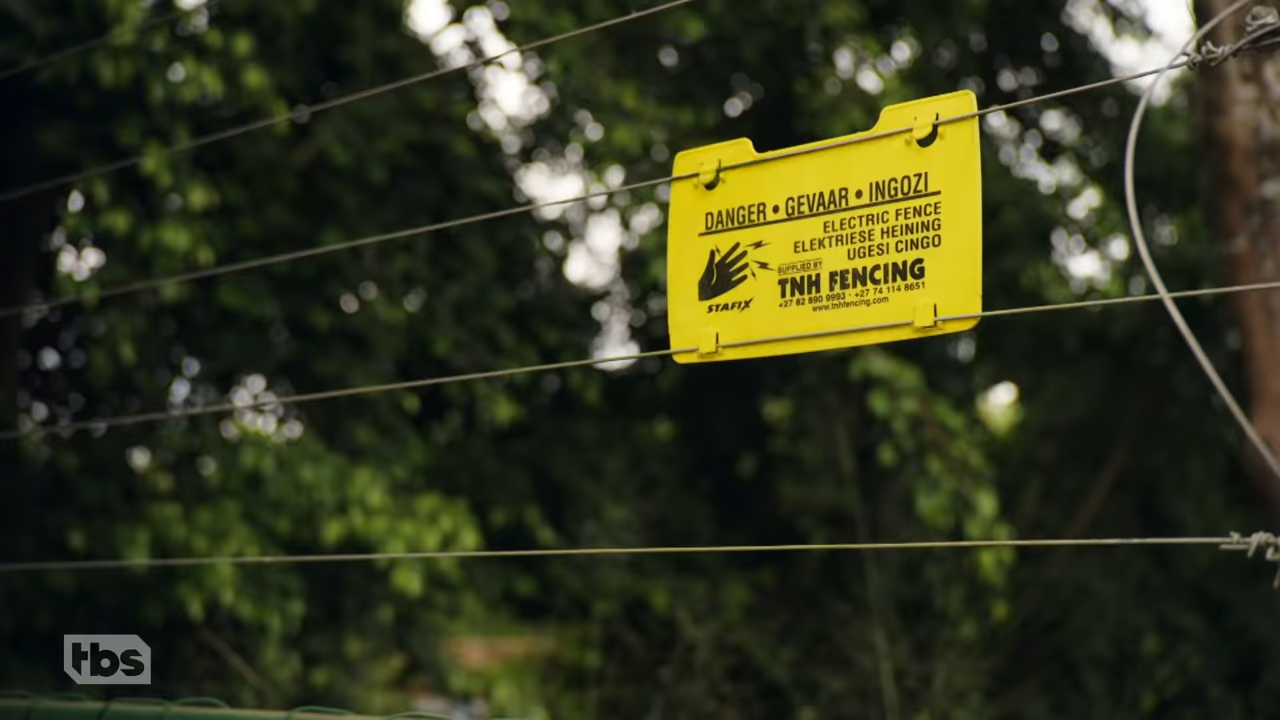 DANGER • GEVAAR • INGOZI
ELECTRIC FENCE
ELEKTRIESE HEINING
UGESI CINGO
SUPPLIED BY
TNH FENCING
STAFIX
+27 82 890 9993 · +27 74 114 8651
www.tnhfencing.com
tbs